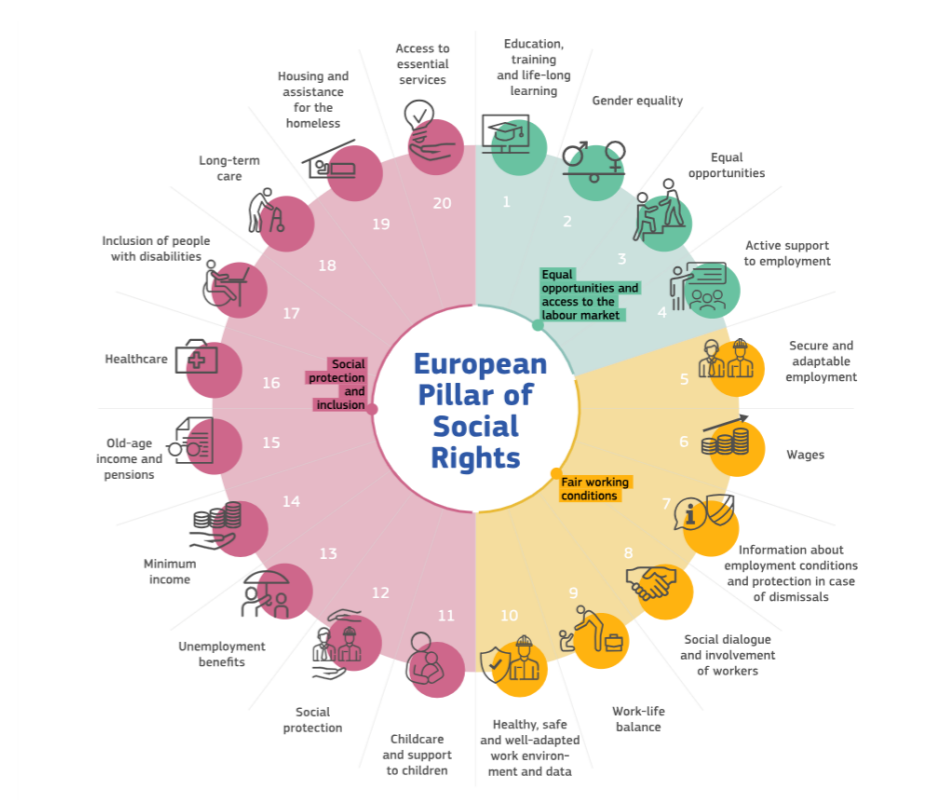 European
Pillar of
Social
Rights
Equal
opportunities and
access to the
labour market
1
Education,
training
and life-long
learning
2
Gender equality
3
Equal
opportunities
4
Active support
to employment
Fair working
conditions
5
Secure and
adaptable
employment
6
Wages
7
i
Information about
employment conditions
and protection in case
of dismissals
8
Social dialogue
and involvement
of workers
9
Work-life
balance
10
Healthy, safe
and well-adapted
work environ-
ment and data
Social
protection
and
inclusion
11
Childcare
and support
to children
12
Social
protection
13
Unemployment
benefits
14
Minimum
income
15
Old-age
income and
pensions
16
Healthcare
17
Inclusion of people
with disabilities
18
Long-term
care
19
Housing and
assistance
for the
homeless
20
Access to
essential
services